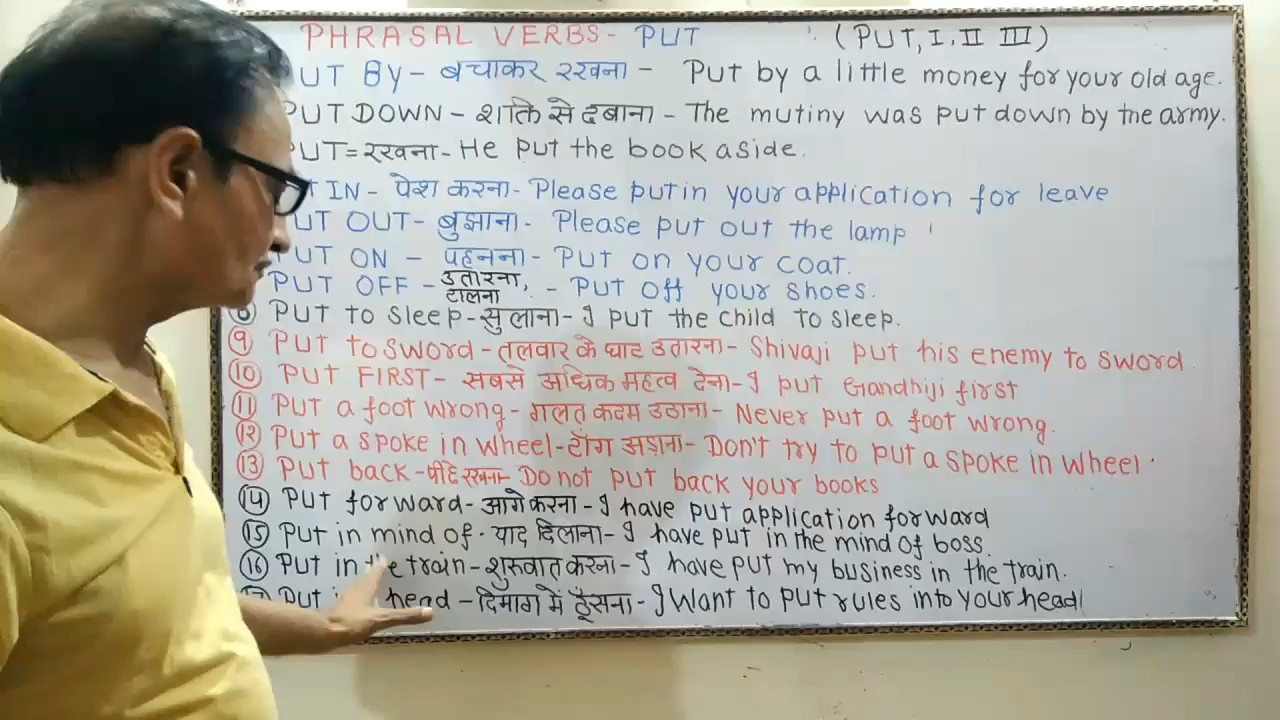 PHRASAL VERBS- PUT (PUT, I, II III)
PUT BY - बचाकर रखना - Put by a little money for your old age.
PUT DOWN - शक्ति से दबाना - The mutiny was put down by the army.
PUT = रखना - He put the book aside.
IN - पेश करना - Please put in your application for leave
PUT OUT - बुझाना - Please put out the lamp
PUT ON - पहनना - Put on your coat.
PUT OFF - उतारना, टालना - Put off your shoes.
8 Put to sleep - सुलाना - I put the child to sleep.
9 Put to sword - तलवार के घाट उतारना - Shivaji put his enemy to sword
10 Put FIRST - सबसे अधिक महत्व देना - I put Gandhiji first
11 Put a foot wrong - गलत कदम उठाना - Never put a foot wrong.
12 Put a spoke in wheel - टाँग अड़ाना - Don't try to put a spoke in wheel.
13 Put back - पीछे रखना - Do not put back your books
14 Put forward - आगे करना - I have put application forward
15 Put in mind of - याद दिलाना - I have put in the mind of boss.
16 Put in the train - शुरुवात करना - I have put my business in the train.
Put head - दिमाग में ठूँसना - I want to put rules into your head